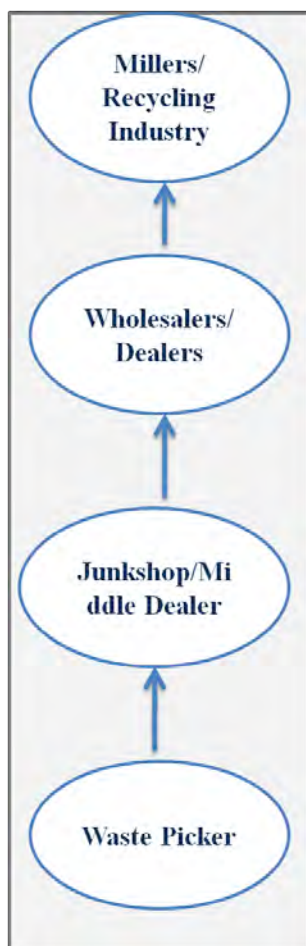 Millers/
Recycling
Industry
Wholesalers/
Dealers
Junkshop/Mi
ddle Dealer
Waste Picker